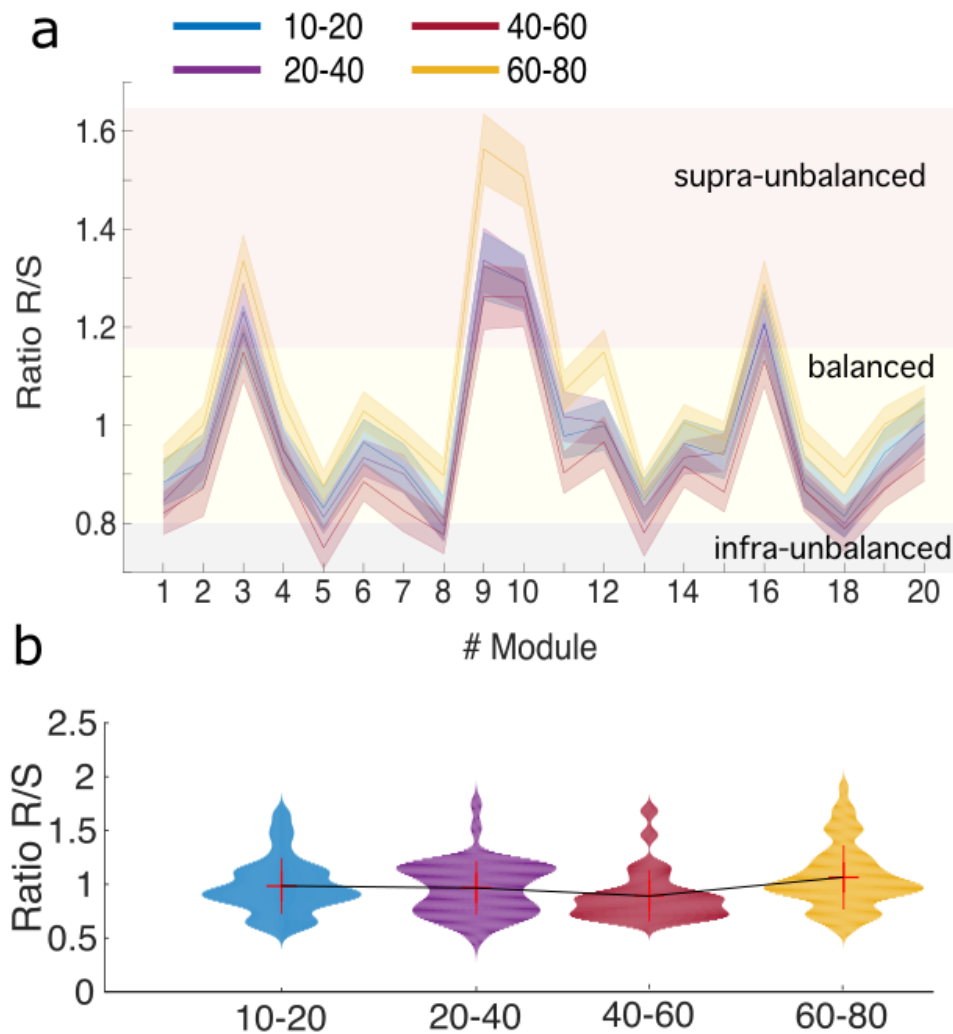 a
10-20 40-60
20-40 60-80
Ratio R/S
1.6
1.4
1.2
1
0.8
supra-unbalanced
balanced
infra-unbalanced
1 2 3 4 5 6 7 8 9 10 12 14 16 18 20
# Module
b
Ratio R/S
2.5
2
1.5
1
0.5
0
10-20 20-40 40-60 60-80